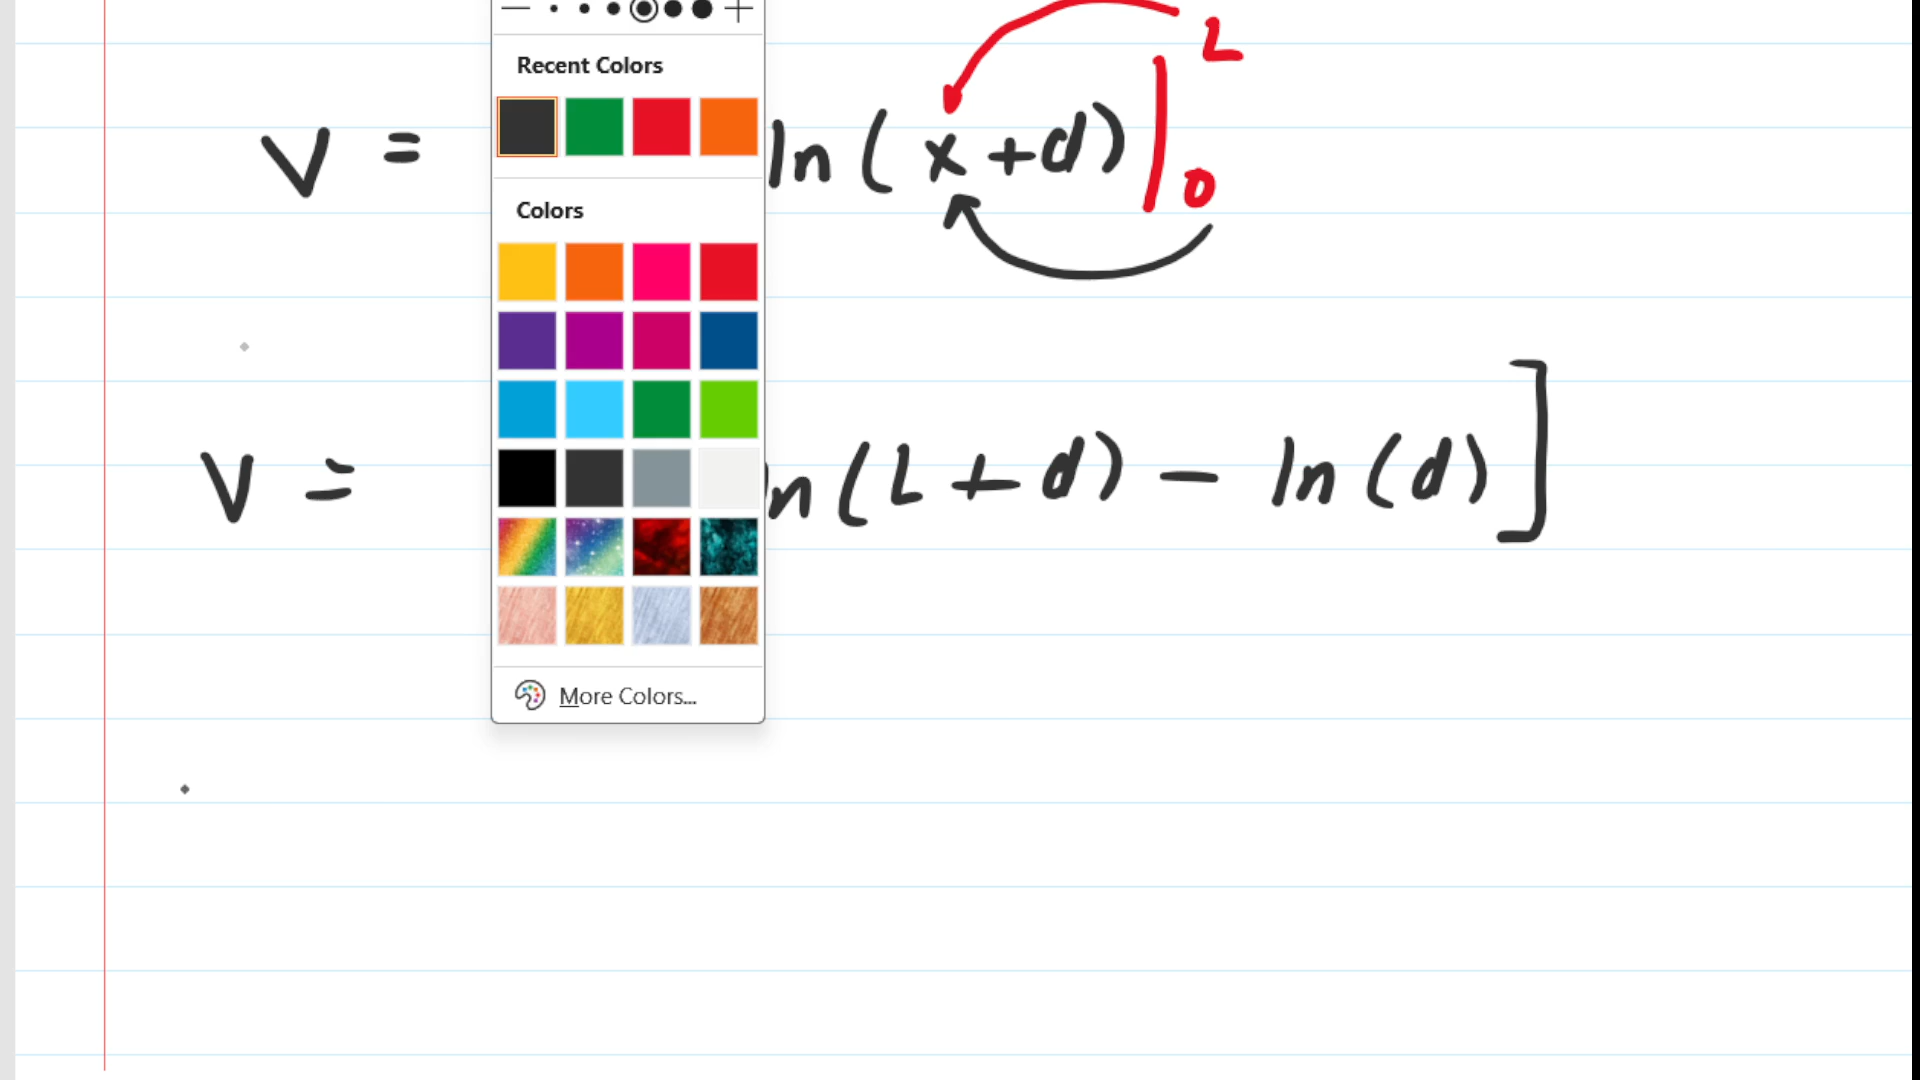 Recent Colors
V = ln(x+d) | L 0
Colors
V = n(L+d) - ln(d)]
More Colors...